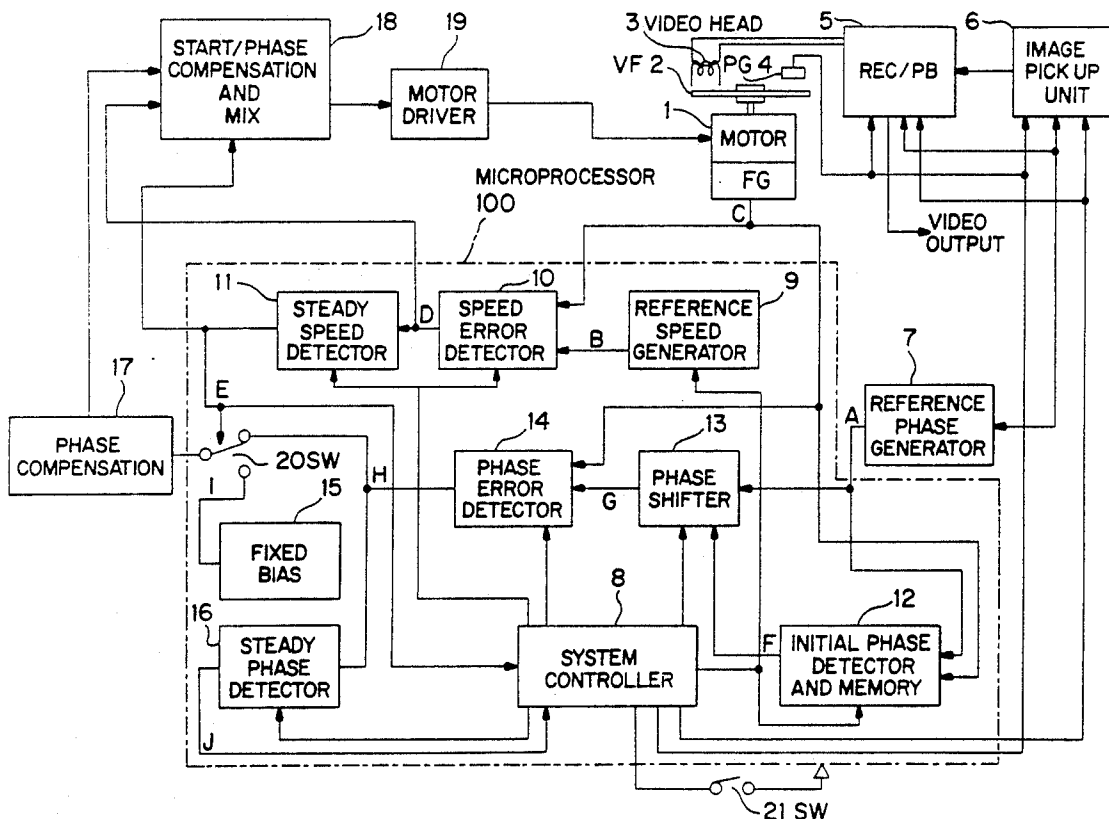 18
START/PHASE
COMPENSATION
AND
MIX
19
MOTOR
DRIVER
3 VIDEO HEAD
VF 2
PG 4
1
MOTOR
FG
C
5
REC/PB
6
IMAGE
PICK UP
UNIT
VIDEO
OUTPUT
MICROPROCESSOR
100
11
STEADY
SPEED
DETECTOR
D
10
SPEED
ERROR
DETECTOR
B
9
REFERENCE
SPEED
GENERATOR
7
A
REFERENCE
PHASE
GENERATOR
17
PHASE
COMPENSATION
E
20SW
I
15
FIXED
BIAS
H
14
PHASE
ERROR
DETECTOR
G
13
PHASE
SHIFTER
16
STEADY
PHASE
DETECTOR
J
8
SYSTEM
CONTROLLER
F
12
INITIAL PHASE
DETECTOR
AND MEMORY
21 SW